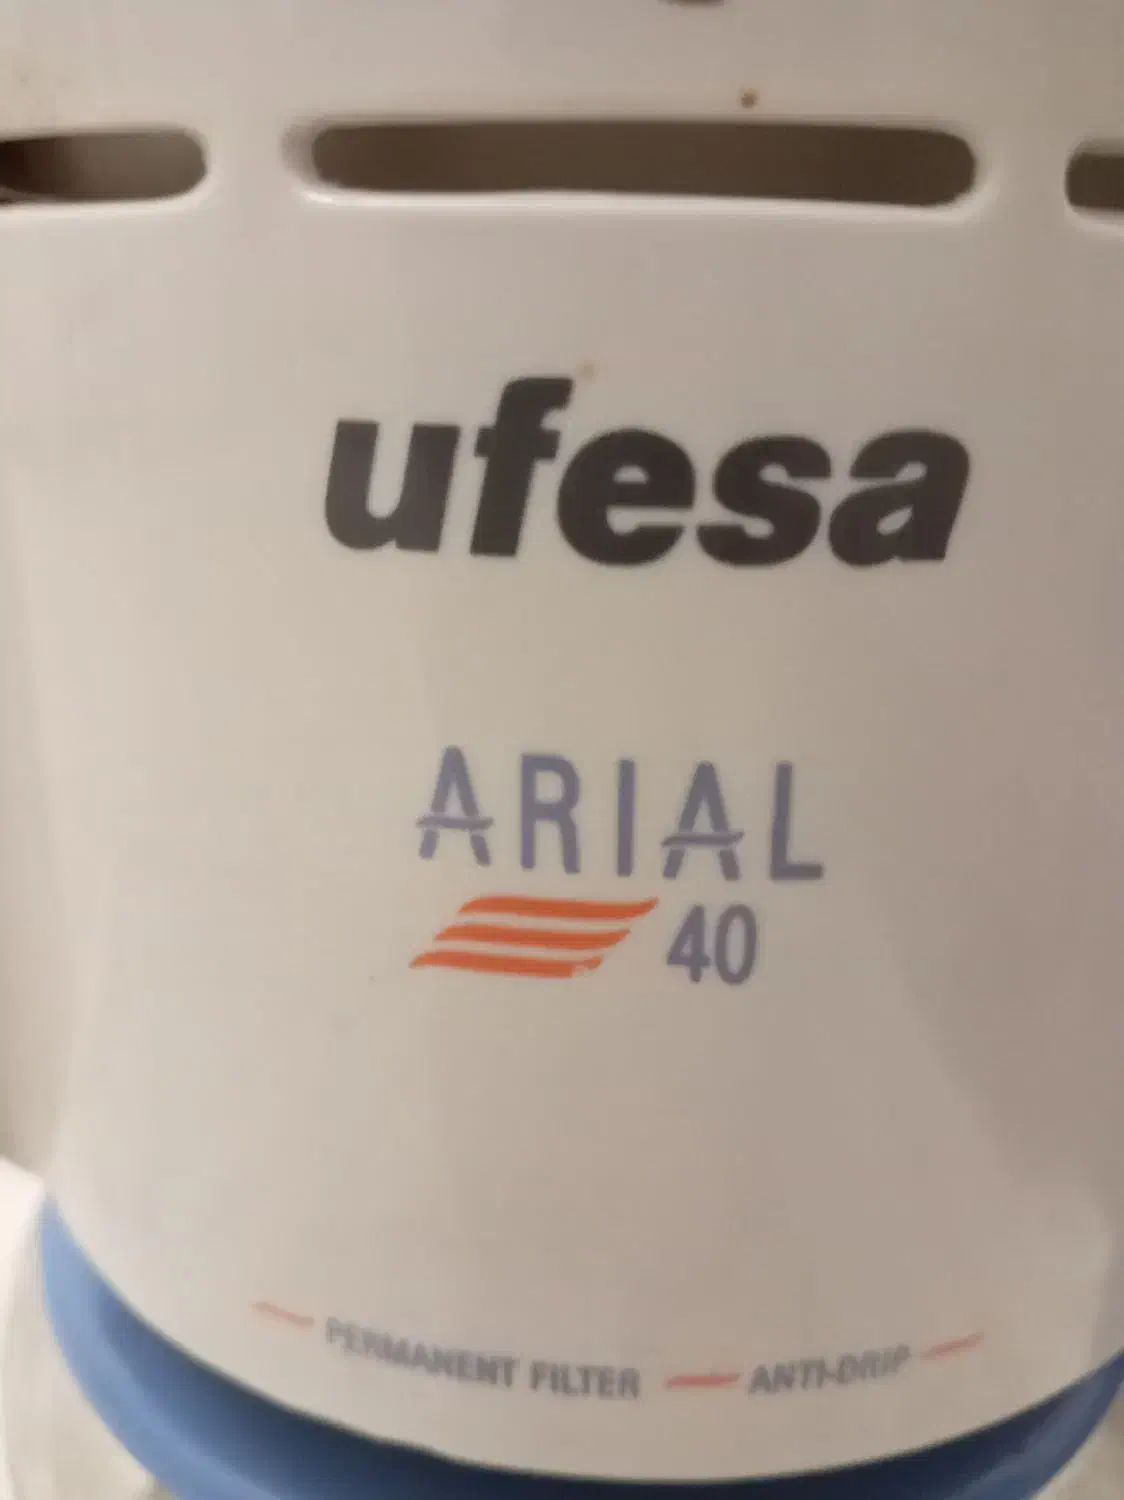 ufesa
ARIAL
40
PERMANENT FILTER ANTI-DRIP